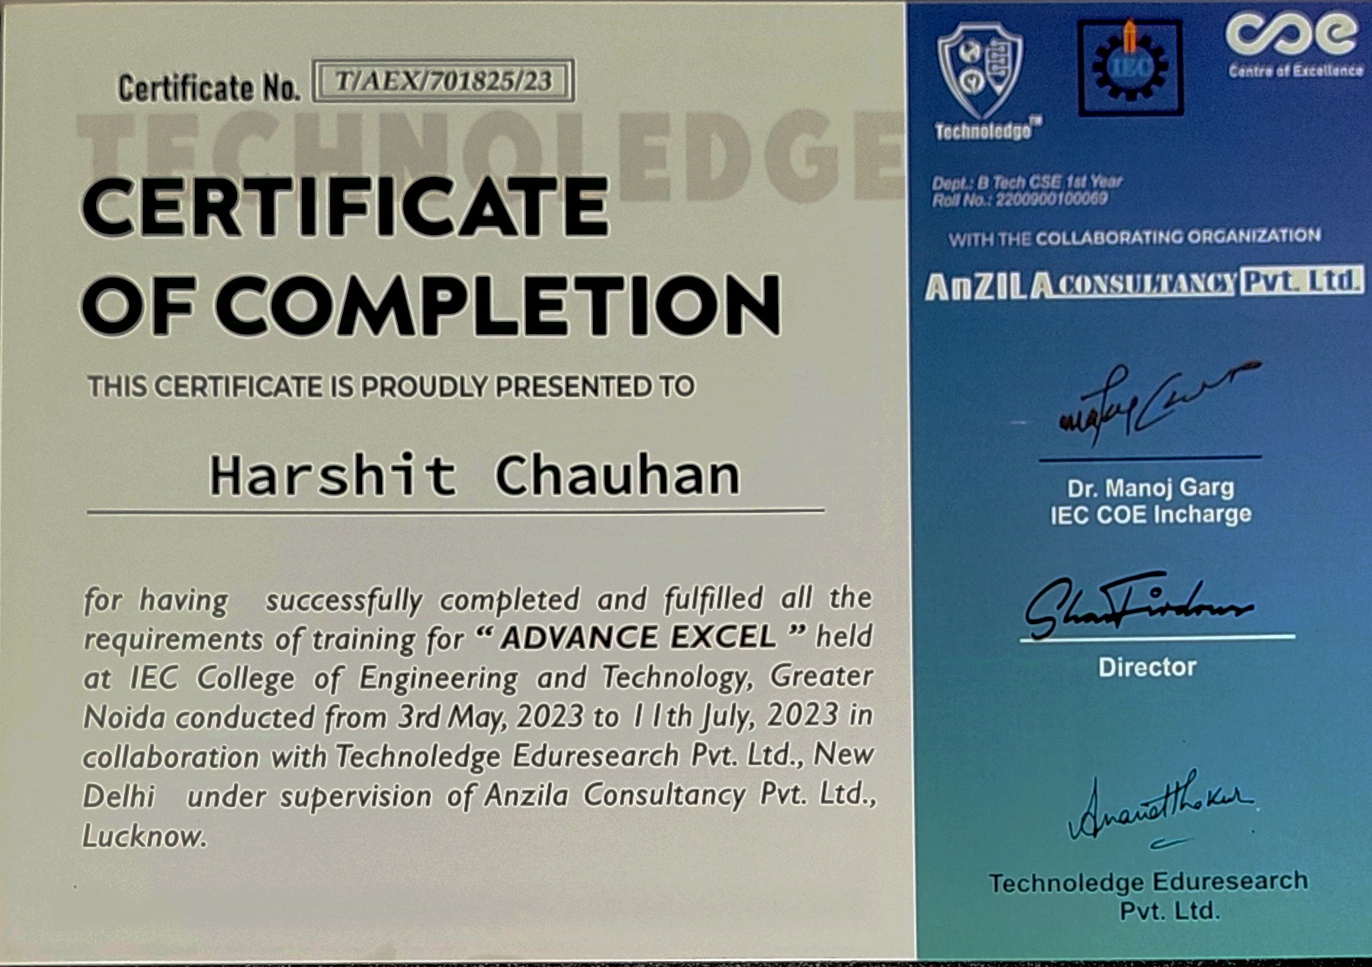 Certificate No. T/AEX/701825/23
TECHNOLEDGE
CERTIFICATE
OF COMPLETION
THIS CERTIFICATE IS PROUDLY PRESENTED TO
Harshit Chauhan
for having successfully completed and fulfilled all the
requirements of training for “ ADVANCE EXCEL ” held
at IEC College of Engineering and Technology, Greater
Noida conducted from 3rd May, 2023 to 11th July, 2023 in
collaboration with Technoledge Eduresearch Pvt. Ltd., New
Delhi under supervision of Anzila Consultancy Pvt. Ltd.,
Lucknow.
Technoledge™
IEC
coe
Centre of Excellence
Dept.: B Tech CSE 1st Year
Roll No.: 2200900100069
WITH THE COLLABORATING ORGANIZATION
AnZILA CONSULTANCY Pvt. Ltd.
Dr. Manoj Garg
IEC COE Incharge
Director
Technoledge Eduresearch
Pvt. Ltd.